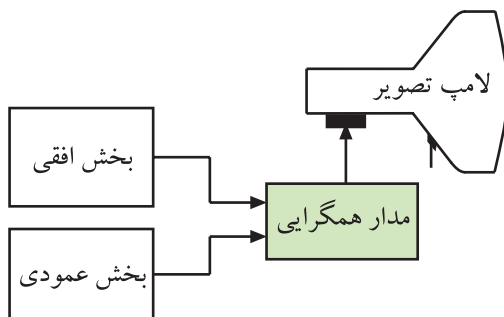 لامپ تصویر
بخش افقی
مدار همگرایی
بخش عمودی